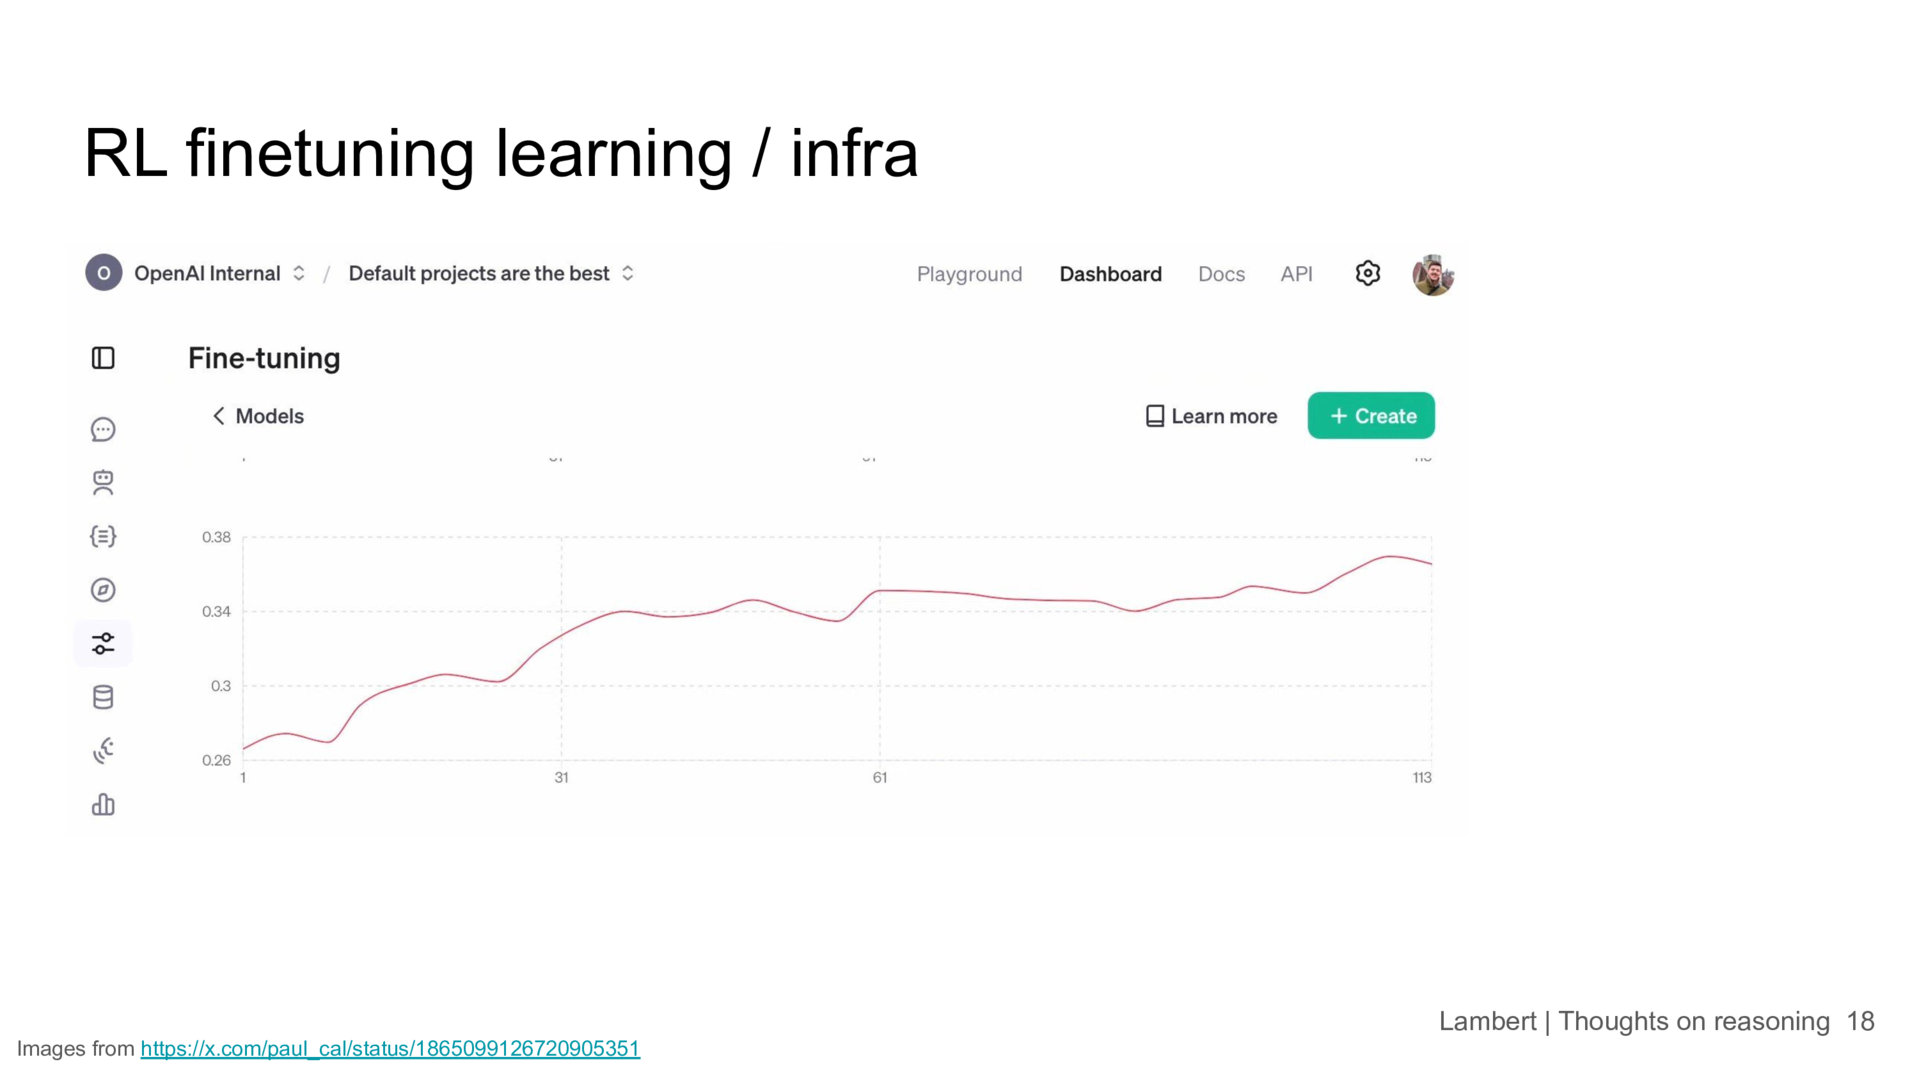 RL finetuning learning / infra
O OpenAI Internal / Default projects are the best Playground Dashboard Docs API
Fine-tuning
Models Learn more + Create
0.38
0.34
0.3
0.26
1 31 61 113
Lambert | Thoughts on reasoning 18
Images from https://x.com/paul_cal/status/1865099126720905351